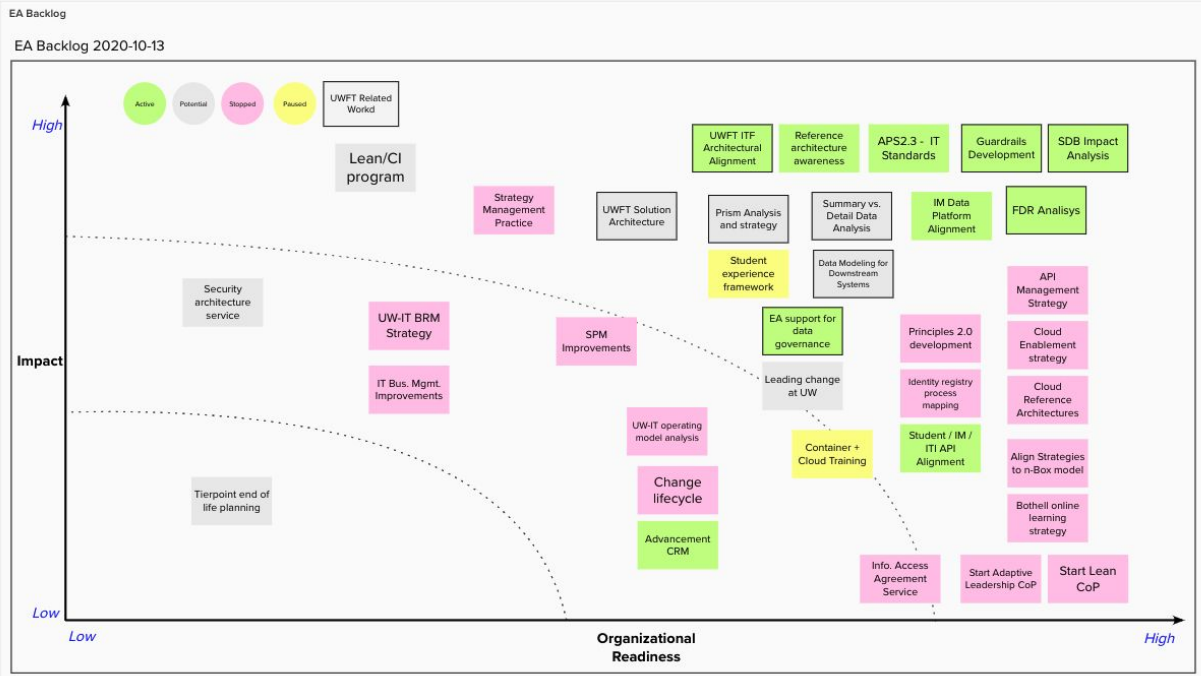 EA Backlog
EA Backlog 2020-10-13
Active
Potential
Stopped
Paused
UWFT Related
Workd
High
Lean/CI
program
UWFT ITF
Architectural
Alignment
Reference
architecture
awareness
APS2.3 - IT
Standards
Guardrails
Development
SDB Impact
Analysis
Strategy
Management
Practice
UWFT Solution
Architecture
Prism Analysis
and strategy
Summary vs.
Detail Data
Analysis
IM Data
Platform
Alignment
FDR Analisys
Student
experience
framework
Data Modeling for
Downstream
Systems
API
Management
Strategy
Security
architecture
service
UW-IT BRM
Strategy
SPM
Improvements
EA support for
data
governance
Principles 2.0
development
Cloud
Enablement
strategy
Impact
IT Bus. Mgmt.
Improvements
Leading change
at UW
Identity registry
process
mapping
Cloud
Reference
Architectures
UW-IT operating
model analysis
Container +
Cloud Training
Student / IM /
ITI API
Alignment
Align Strategies
to n-Box model
Tierpoint end of
life planning
Change
lifecycle
Bothell online
learning
strategy
Advancement
CRM
Info. Access
Agreement
Service
Start Adaptive
Leadership CoP
Start Lean
CoP
Low
Low
Organizational
Readiness
High